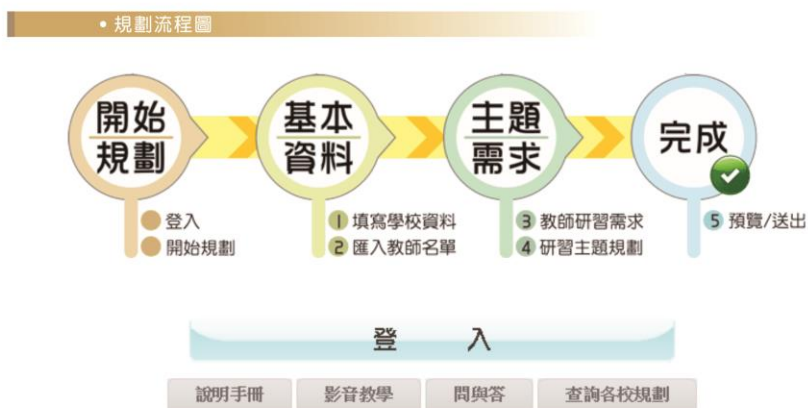 • 規劃流程圖
開始
規劃
基本
資料
主題
需求
完成
登入
開始規劃
1 填寫學校資料
2 匯入教師名單
3 教師研習需求
4 研習主題規劃
5 預覽/送出
登 入
說明手冊 影音教學 問與答 查詢各校規劃